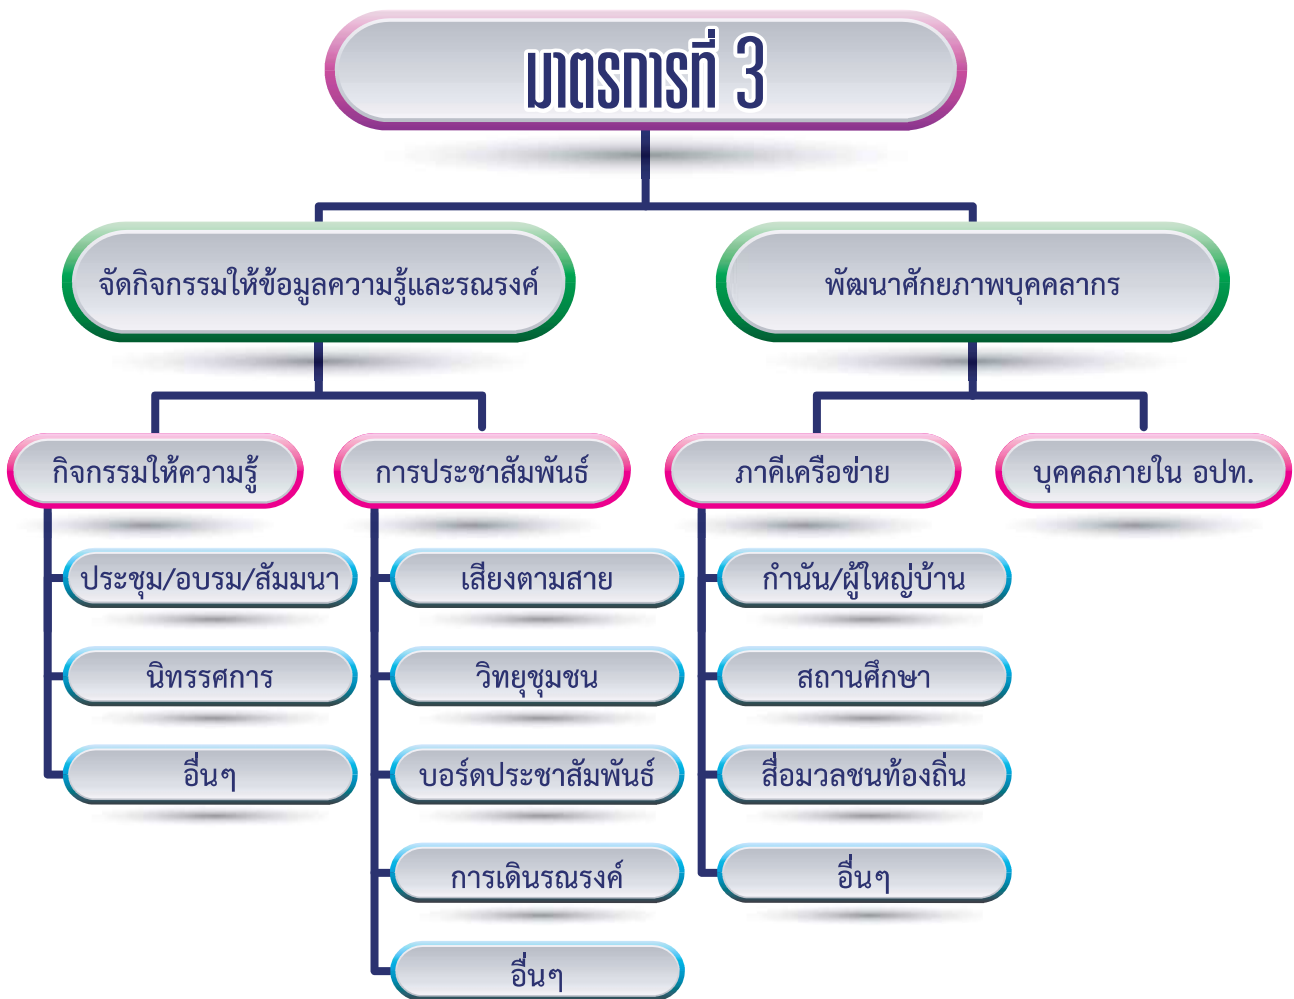 มาตรการที่ 3
จัดกิจกรรมให้ข้อมูลความรู้และรณรงค์
พัฒนาศักยภาพบุคคลากร
กิจกรรมให้ความรู้
การประชาสัมพันธ์
ภาคีเครือข่าย
บุคคลภายใน อปท.
ประชุม/อบรม/สัมมนา
เสียงตามสาย
กำนัน/ผู้ใหญ่บ้าน
นิทรรศการ
วิทยุชุมชน
สถานศึกษา
อื่นๆ
บอร์ดประชาสัมพันธ์
สื่อมวลชนท้องถิ่น
การเดินรณรงค์
อื่นๆ
อื่นๆ